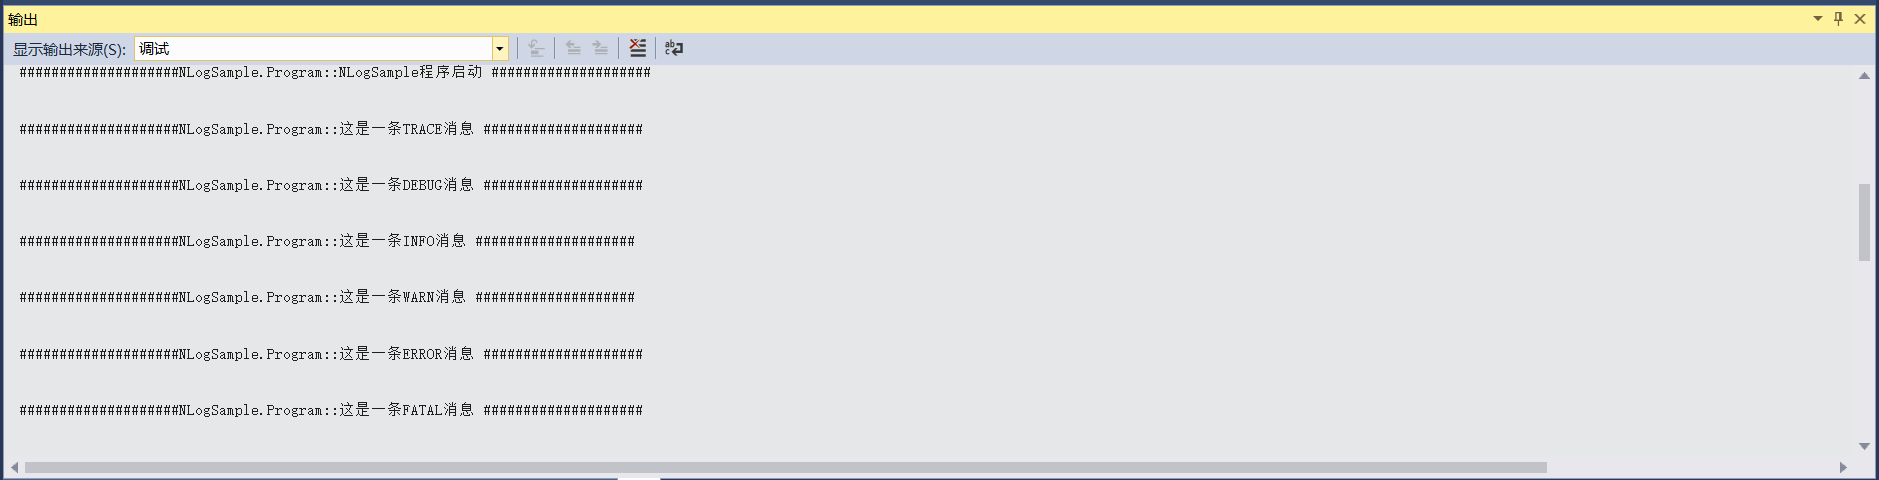 输出
显示输出来源(S): 调试
####################NLogSample.Program::NLogSample程序启动 ####################
####################NLogSample.Program::这是一条TRACE消息 ####################
####################NLogSample.Program::这是一条DEBUG消息 ####################
####################NLogSample.Program::这是一条INFO消息 ####################
####################NLogSample.Program::这是一条WARN消息 ####################
####################NLogSample.Program::这是一条ERROR消息 ####################
####################NLogSample.Program::这是一条FATAL消息 ####################